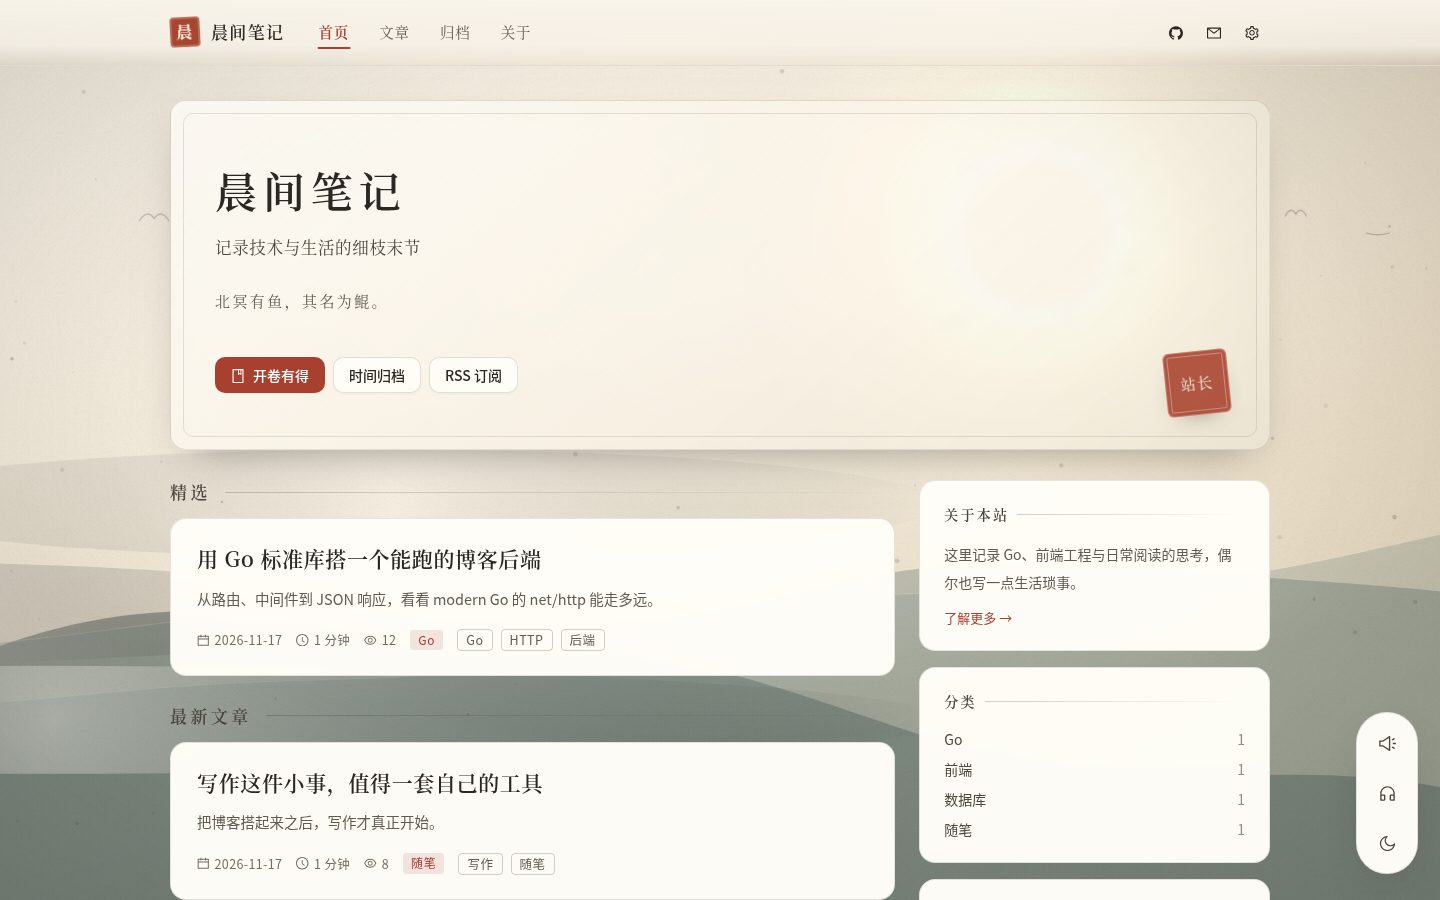 晨 晨间笔记 首页 文章 归档 关于
晨间笔记
记录技术与生活的细枝末节
北冥有鱼，其名为鲲。
开卷有得 时间归档 RSS 订阅
站长
精选
用 Go 标准库搭一个能跑的博客后端
从路由、中间件到 JSON 响应，看看 modern Go 的 net/http 能走多远。
2026-11-17 1 分钟 12 Go Go HTTP 后端
最新文章
写作这件小事，值得一套自己的工具
把博客搭起来之后，写作才真正开始。
2026-11-17 1 分钟 8 随笔 写作 随笔
关于本站
这里记录 Go、前端工程与日常阅读的思考，偶
尔也写一点生活琐事。
了解更多 →
分类
Go 1
前端 1
数据库 1
随笔 1